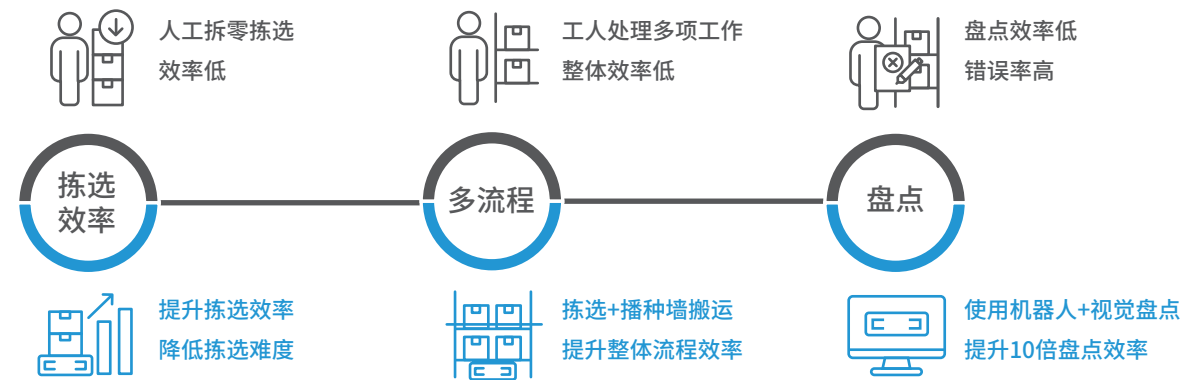 人工拆零拣选
效率低
工人处理多项工作
整体效率低
盘点效率低
错误率高
拣选
效率
多流程
盘点
提升拣选效率
降低拣选难度
拣选+播种墙搬运
提升整体流程效率
使用机器人+视觉盘点
提升10倍盘点效率